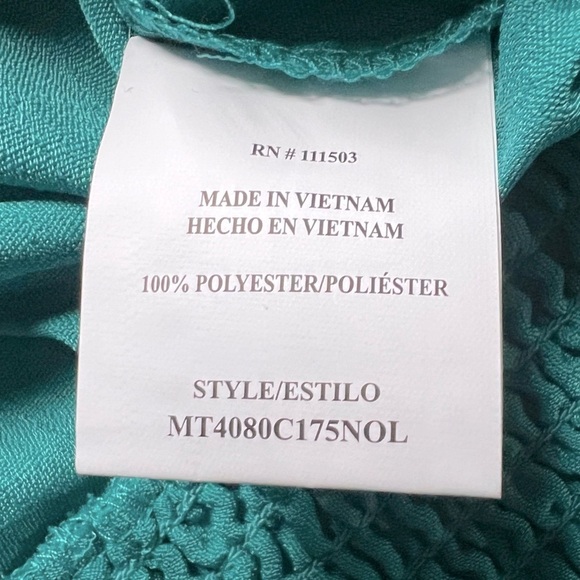 RN # 111503
MADE IN VIETNAM
HECHO EN VIETNAM
100% POLYESTER/POLIÉSTER
STYLE/ESTILO
MT4080C175NOL